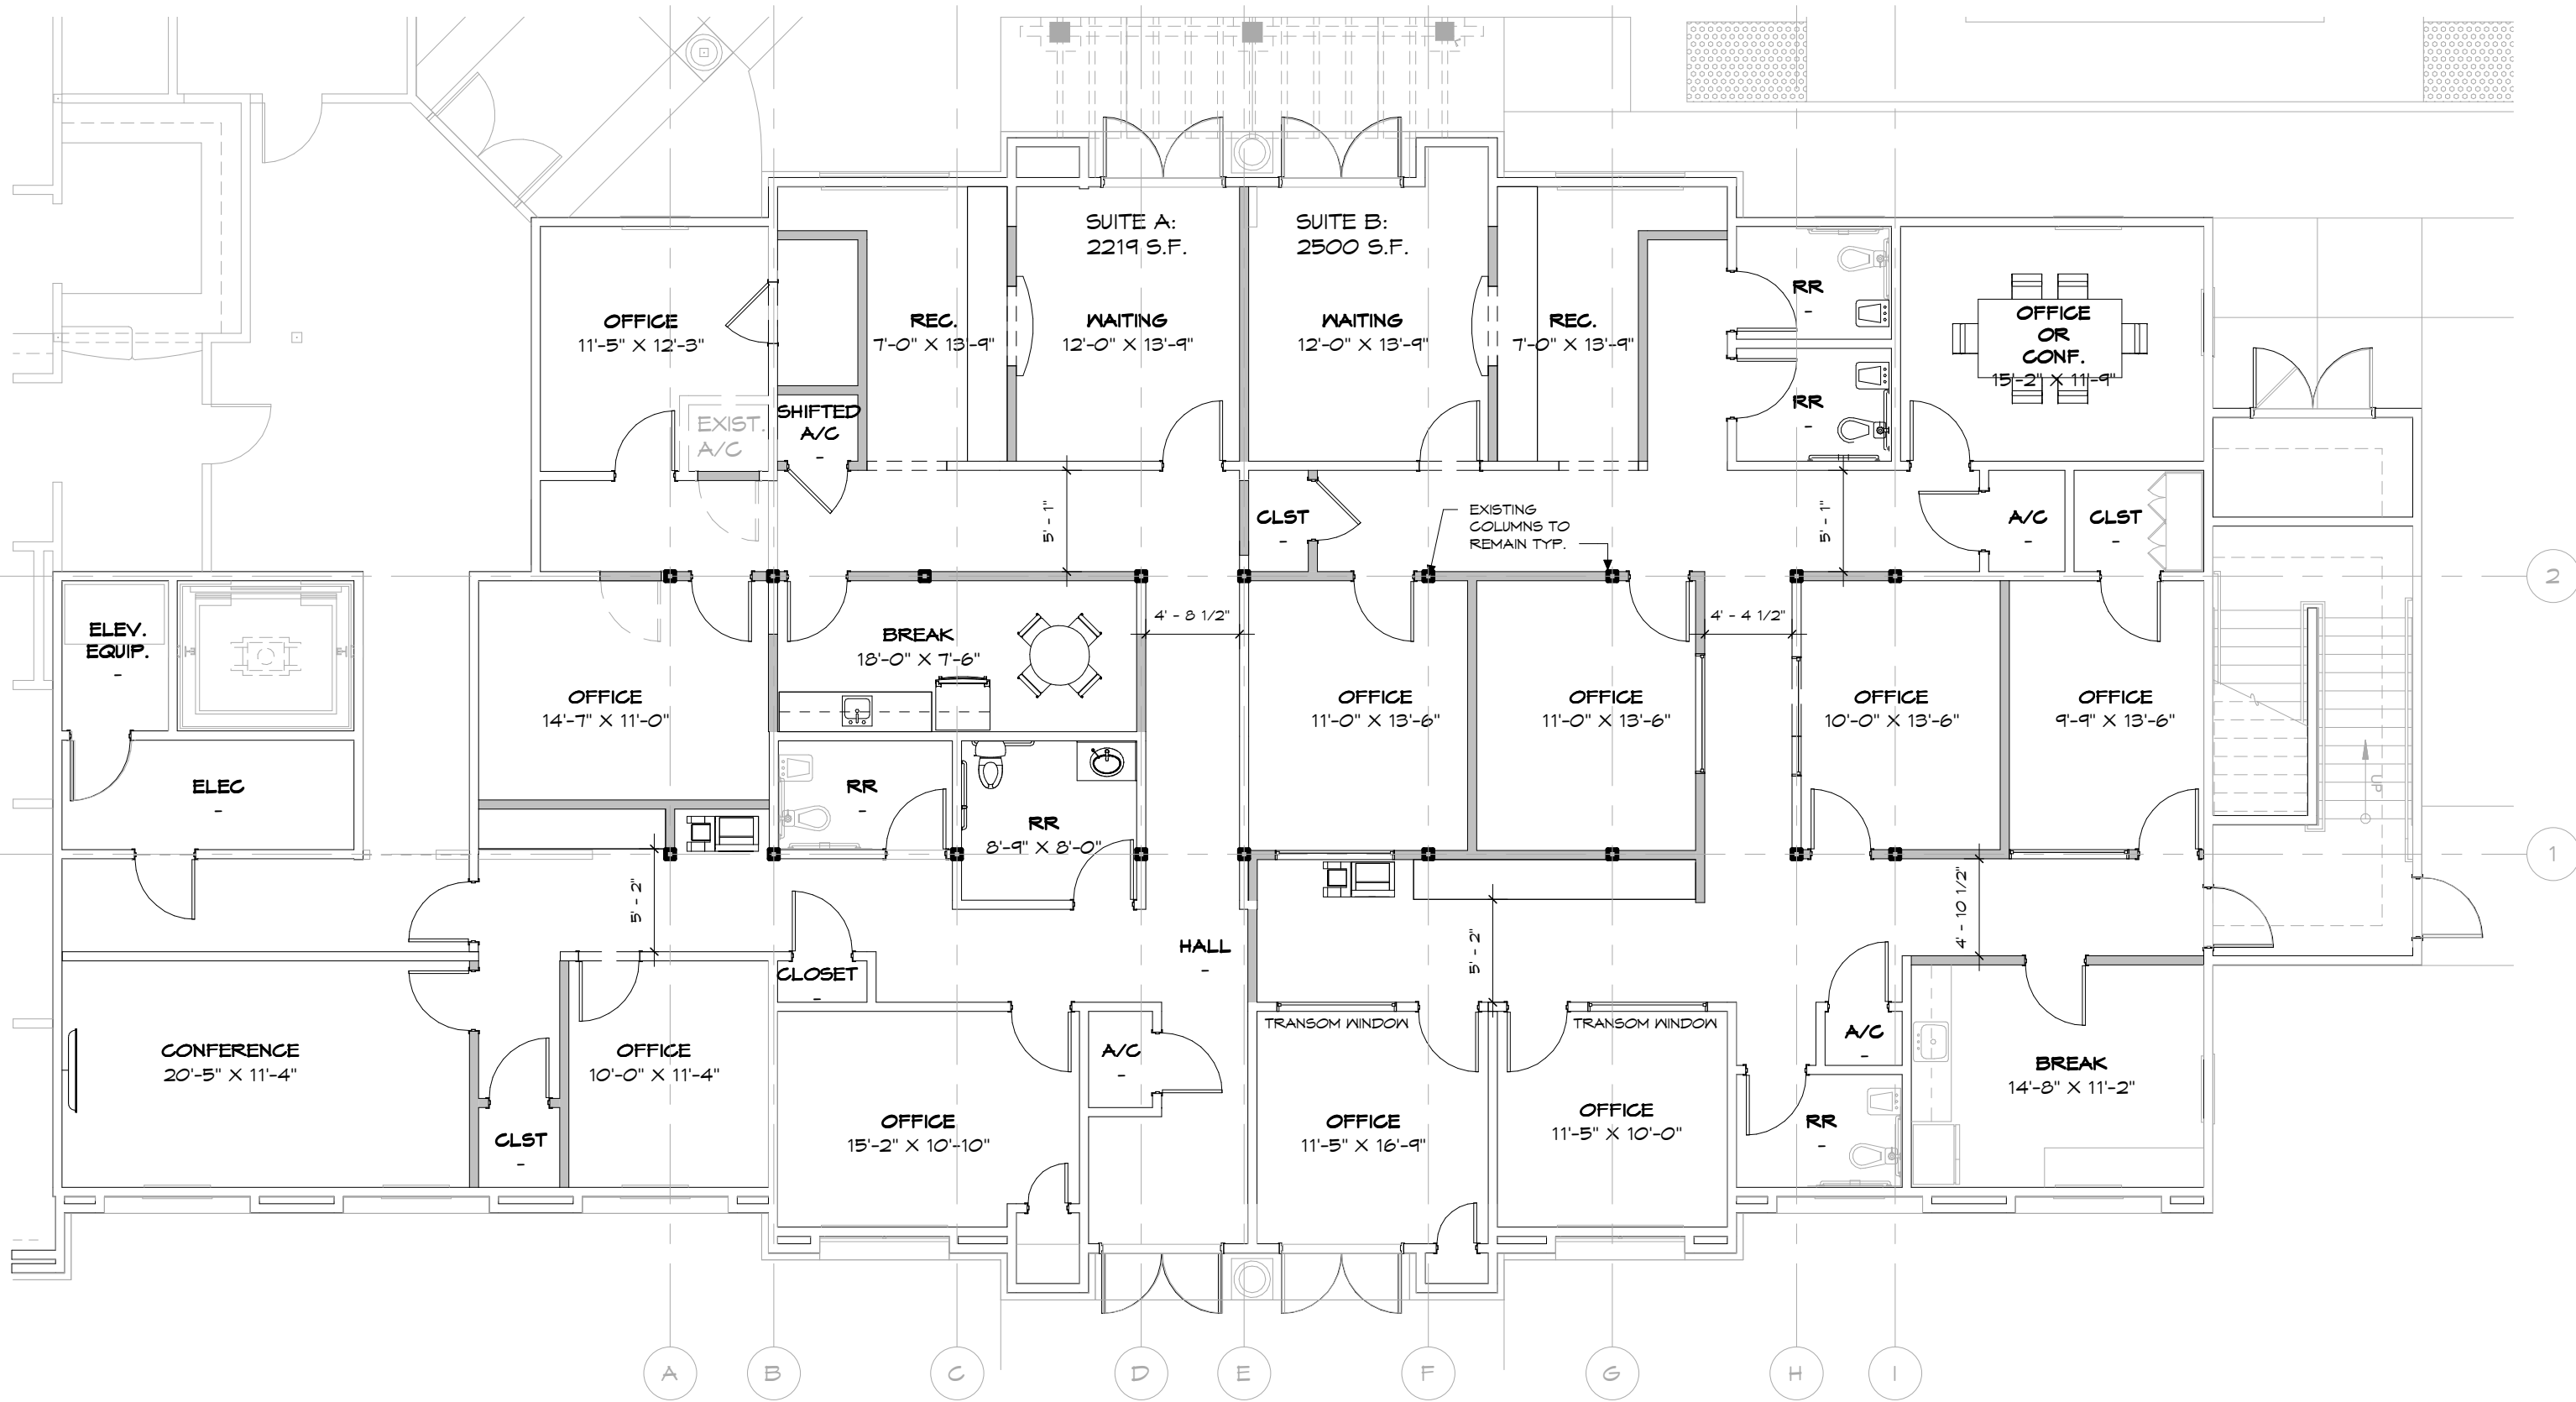 SUITE A:
2219 S.F.
SUITE B:
2500 S.F.
OFFICE
11'-5" X 12'-3"
REC.
7'-0" X 13'-9"
WAITING
12'-0" X 13'-9"
WAITING
12'-0" X 13'-9"
REC.
7'-0" X 13'-9"
RR
-
OFFICE
OR
CONF.
15'-2" X 11'-9"
RR
-
EXIST.
A/C
SHIFTED
A/C
-
5' - 1"
CLST
-
EXISTING
COLUMNS TO
REMAIN TYP.
5' - 1"
A/C
-
CLST
-
2
ELEV.
EQUIP.
-
BREAK
18'-0" X 7'-6"
4' - 8 1/2"
4' - 4 1/2"
OFFICE
14'-7" X 11'-0"
OFFICE
11'-0" X 13'-6"
OFFICE
11'-0" X 13'-6"
OFFICE
10'-0" X 13'-6"
OFFICE
9'-9" X 13'-6"
UP
ELEC
-
RR
-
RR
8'-9" X 8'-0"
1
5' - 2"
HALL
-
5' - 2"
4' - 10 1/2"
CLOSET
-
TRANSOM WINDOW
TRANSOM WINDOW
CONFERENCE
20'-5" X 11'-4"
OFFICE
10'-0" X 11'-4"
A/C
-
A/C
-
BREAK
14'-8" X 11'-2"
CLST
-
OFFICE
15'-2" X 10'-10"
OFFICE
11'-5" X 16'-9"
OFFICE
11'-5" X 10'-0"
RR
-
A
B
C
D
E
F
G
H
I